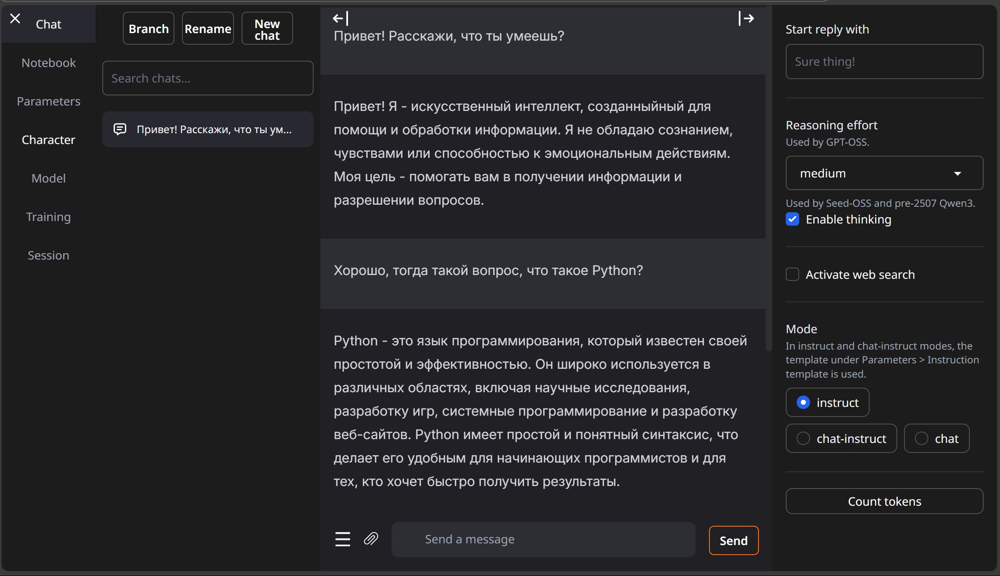 Chat
Notebook
Parameters
Character
Model
Training
Session
Branch
Rename
New
chat
Search chats...
Привет! Расскажи, что ты ум...
Привет! Расскажи, что ты умеешь?
Привет! Я - искусственный интеллект, созданныйный для
помощи и обработки информации. Я не обладаю сознанием,
чувствами или способностью к эмоциональным действиям.
Моя цель - помогать вам в получении информации и
разрешении вопросов.
Хорошо, тогда такой вопрос, что такое Python?
Python - это язык программирования, который известен своей
простотой и эффективностью. Он широко используется в
различных областях, включая научные исследования,
разработку игр, системные программирование и разработку
веб-сайтов. Python имеет простой и понятный синтаксис, что
делает его удобным для начинающих программистов и для
тех, кто хочет быстро получить результаты.
Send a message
Send
Start reply with
Sure thing!
Reasoning effort
Used by GPT-OSS.
medium
Used by Seed-OSS and pre-2507 Qwen3.
Enable thinking
Activate web search
Mode
In instruct and chat-instruct modes, the
template under Parameters > Instruction
template is used.
instruct
chat-instruct
chat
Count tokens